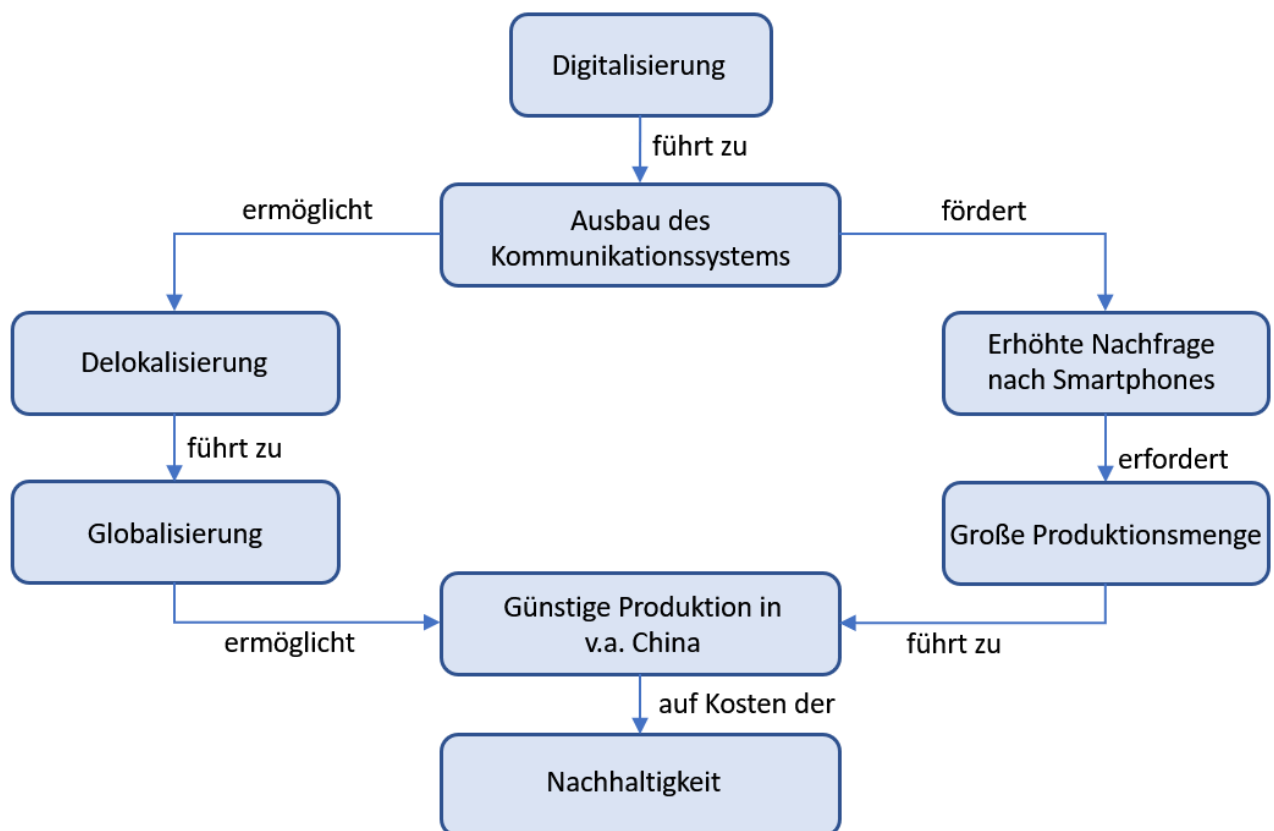 Digitalisierung
führt zu
ermöglicht
Ausbau des
Kommunikationssystems
fördert
Delokalisierung
Erhöhte Nachfrage
nach Smartphones
führt zu
erfordert
Globalisierung
Große Produktionsmenge
ermöglicht
Günstige Produktion in
v.a. China
führt zu
auf Kosten der
Nachhaltigkeit